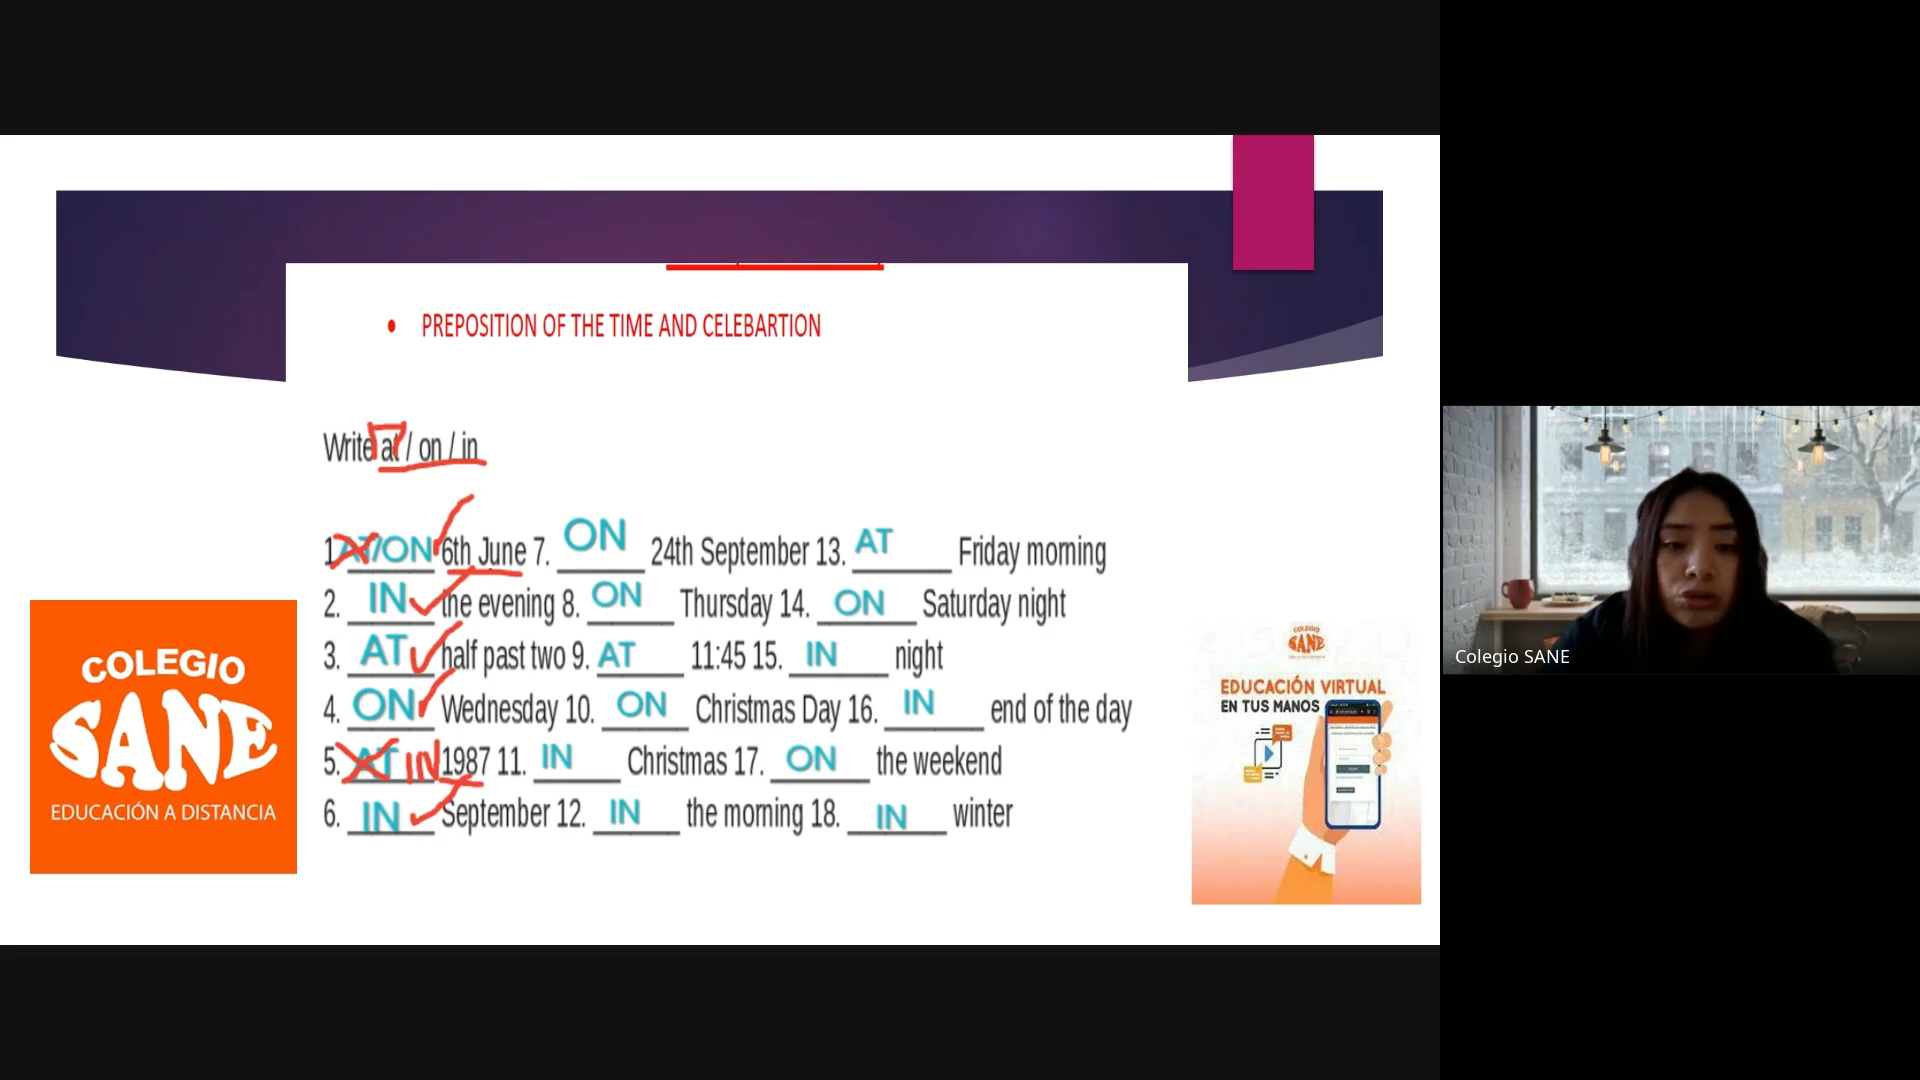 PREPOSITION OF THE TIME AND CELEBARTION
Write at / on / in
1 AT/ON 6th June 7. ON 24th September 13. AT Friday morning
2. IN the evening 8. ON Thursday 14. ON Saturday night
3. AT half past two 9. AT 11:45 15. IN night
4. ON Wednesday 10. ON Christmas Day 16. IN end of the day
5. AT IN 1987 11. IN Christmas 17. ON the weekend
6. IN September 12. IN the morning 18. IN winter
COLEGIO
SANE
EDUCACIÓN A DISTANCIA
SANE
EDUCACIÓN VIRTUAL
EN TUS MANOS
Colegio SANE